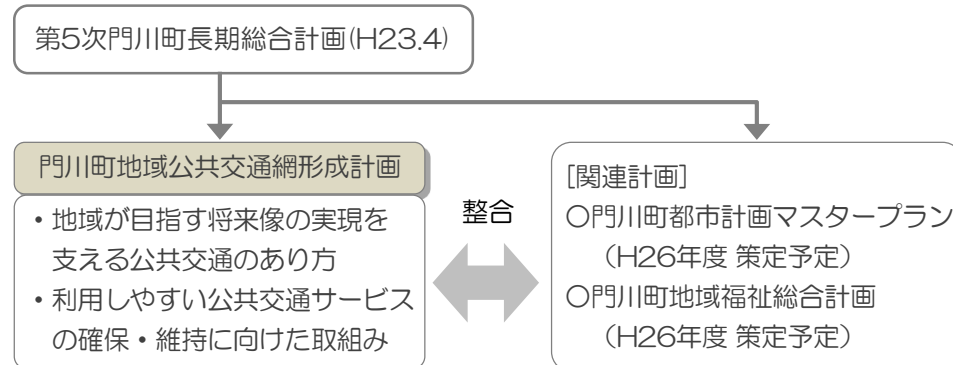 第5次門川町長期総合計画(H23.4)
門川町地域公共交通網形成計画
・地域が目指す将来像の実現を
支える公共交通のあり方
・利用しやすい公共交通サービス
の確保・維持に向けた取組み
整合
[関連計画]
〇門川町都市計画マスタープラン
（H26年度 策定予定）
〇門川町地域福祉総合計画
（H26年度 策定予定）